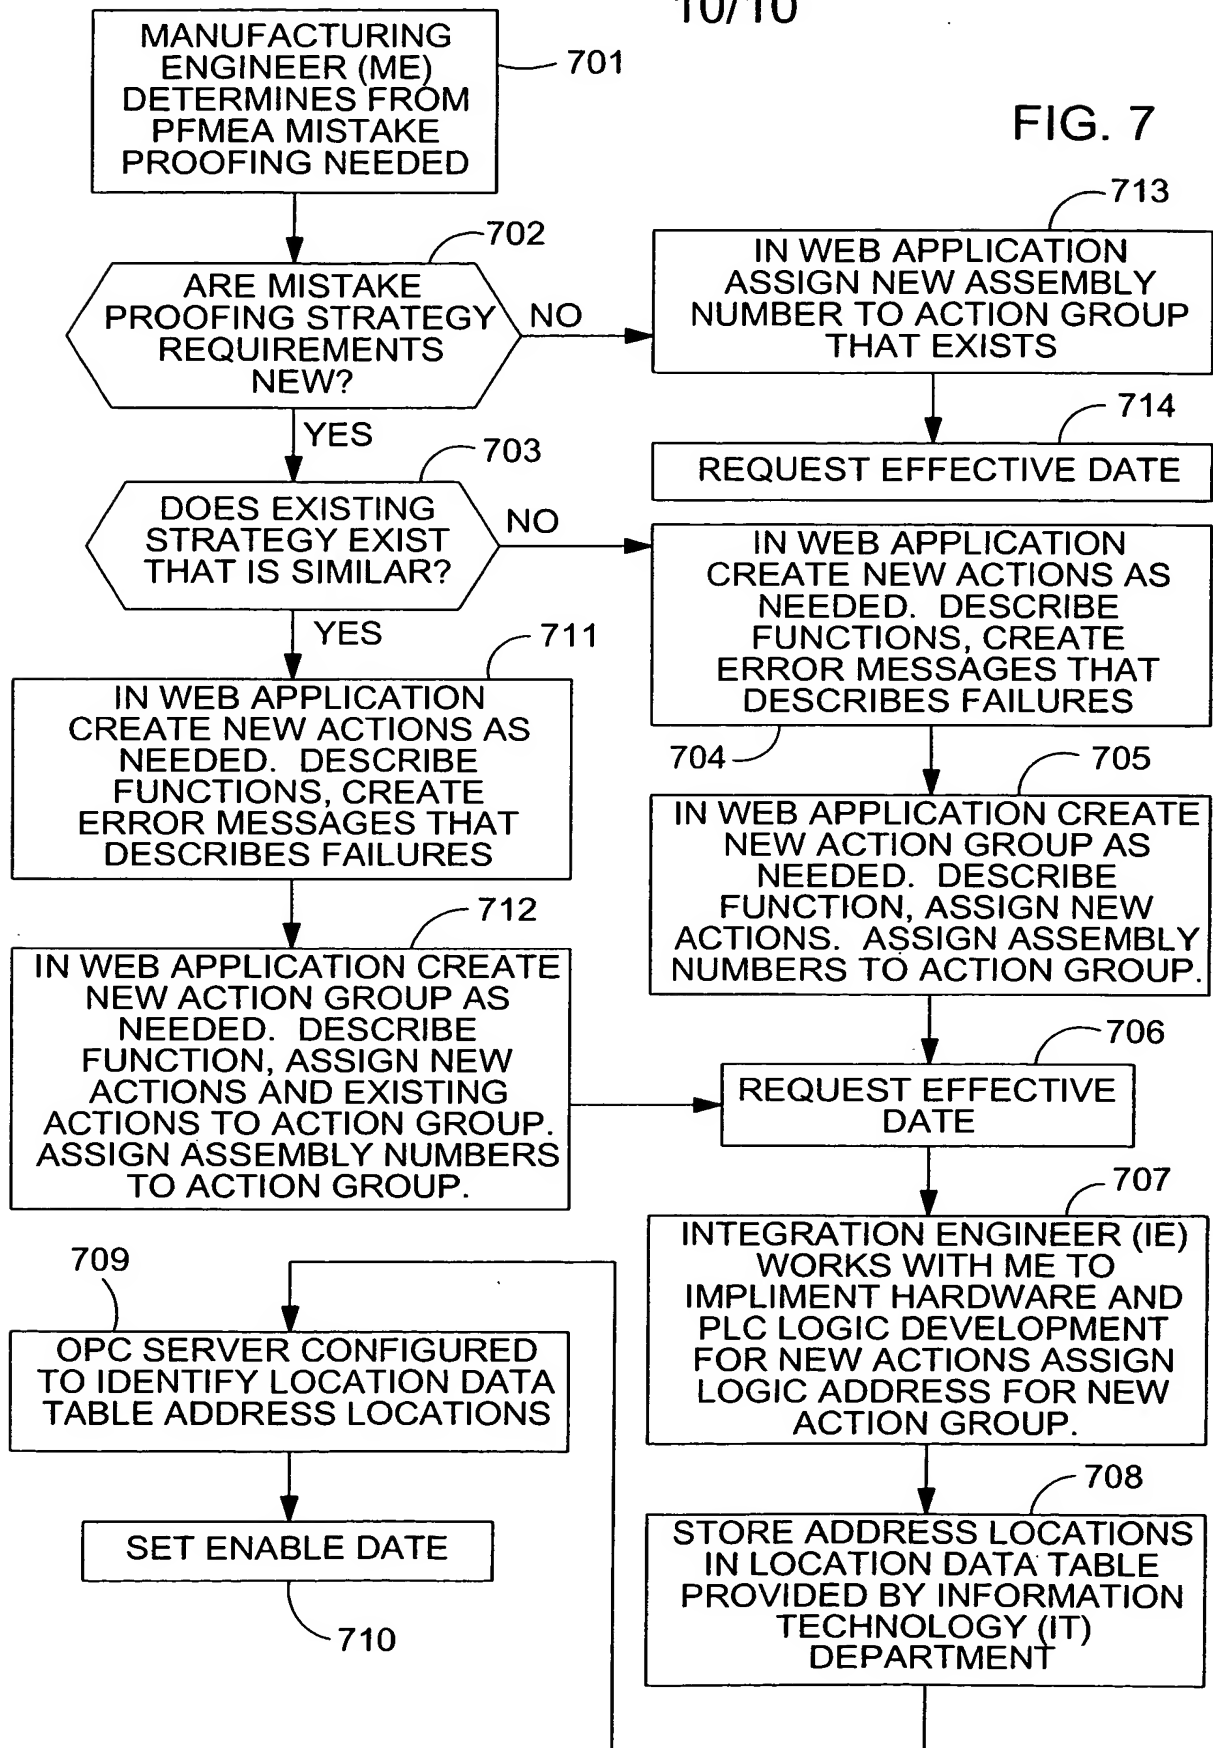 10/10
FIG. 7
MANUFACTURING
ENGINEER (ME)
DETERMINES FROM
PFMEA MISTAKE
PROOFING NEEDED
701
702
ARE MISTAKE
PROOFING STRATEGY
REQUIREMENTS
NEW?
NO
YES
713
IN WEB APPLICATION
ASSIGN NEW ASSEMBLY
NUMBER TO ACTION GROUP
THAT EXISTS
714
REQUEST EFFECTIVE DATE
703
DOES EXISTING
STRATEGY EXIST
THAT IS SIMILAR?
NO
YES
IN WEB APPLICATION
CREATE NEW ACTIONS AS
NEEDED. DESCRIBE
FUNCTIONS, CREATE
ERROR MESSAGES THAT
DESCRIBES FAILURES
704
711
IN WEB APPLICATION
CREATE NEW ACTIONS AS
NEEDED. DESCRIBE
FUNCTIONS, CREATE
ERROR MESSAGES THAT
DESCRIBES FAILURES
705
IN WEB APPLICATION CREATE
NEW ACTION GROUP AS
NEEDED. DESCRIBE
FUNCTION, ASSIGN NEW
ACTIONS. ASSIGN ASSEMBLY
NUMBERS TO ACTION GROUP.
712
IN WEB APPLICATION CREATE
NEW ACTION GROUP AS
NEEDED. DESCRIBE
FUNCTION, ASSIGN NEW
ACTIONS AND EXISTING
ACTIONS TO ACTION GROUP.
ASSIGN ASSEMBLY NUMBERS
TO ACTION GROUP.
706
REQUEST EFFECTIVE
DATE
707
INTEGRATION ENGINEER (IE)
WORKS WITH ME TO
IMPLIMENT HARDWARE AND
PLC LOGIC DEVELOPMENT
FOR NEW ACTIONS ASSIGN
LOGIC ADDRESS FOR NEW
ACTION GROUP.
708
STORE ADDRESS LOCATIONS
IN LOCATION DATA TABLE
PROVIDED BY INFORMATION
TECHNOLOGY (IT)
DEPARTMENT
709
OPC SERVER CONFIGURED
TO IDENTIFY LOCATION DATA
TABLE ADDRESS LOCATIONS
SET ENABLE DATE
710